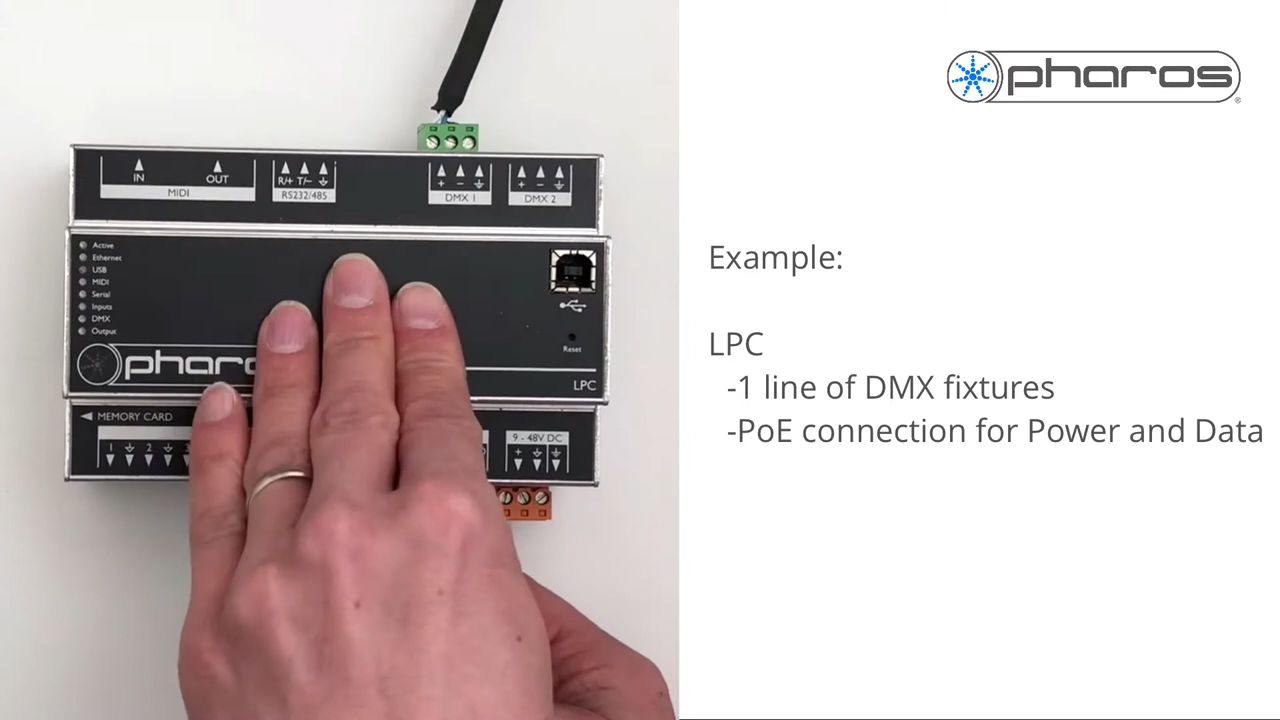 IN OUT
MIDI
R/+ T/-
RS232/485
+ -
DMX 1
+ -
DMX 2
Active
Ethernet
USB
MIDI
Serial
Inputs
DMX
Output
Reset
LPC
MEMORY CARD
1 2
9 - 48V DC
+
pharos
Example:
LPC
-1 line of DMX fixtures
-PoE connection for Power and Data